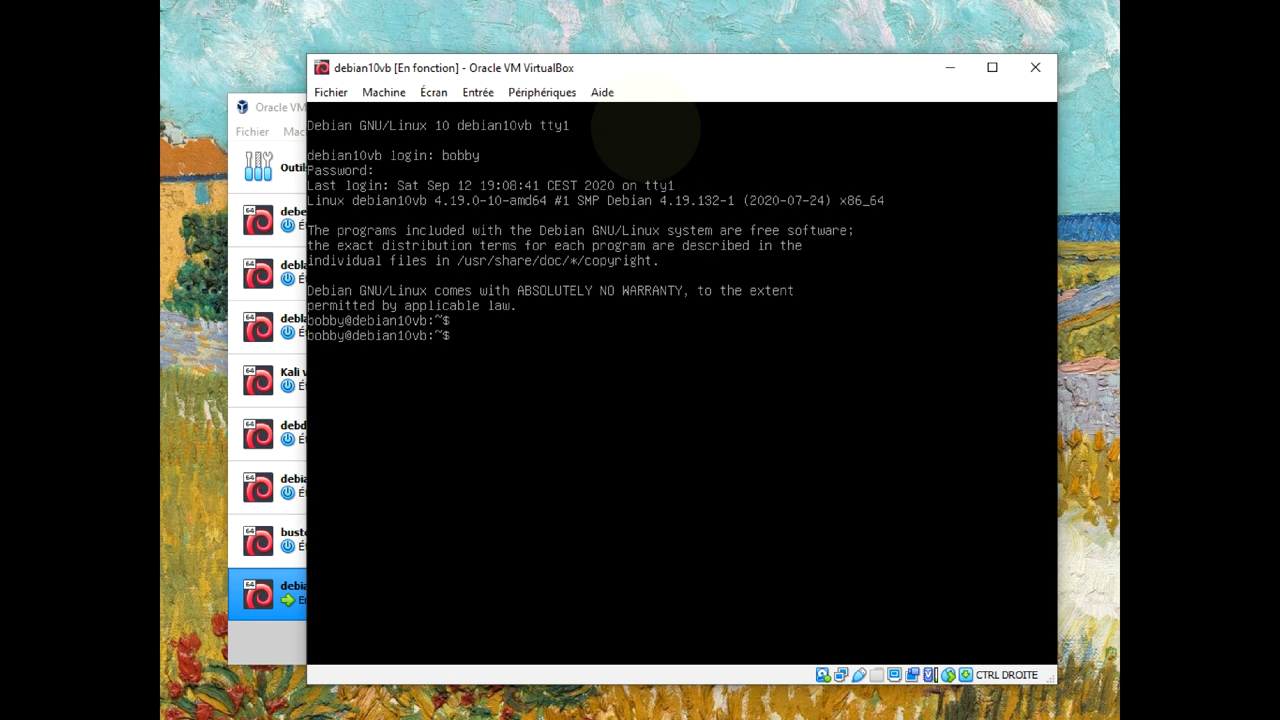 debian10vb [En fonction] - Oracle VM VirtualBox
Fichier Machine Écran Entrée Périphériques Aide
Oracle VM
Fichier Mac
Outils
debe
debia
debia
Kali v
debd
debia
buste
debia
Debian GNU/Linux 10 debian10vb tty1
debian10vb login: bobby
Password:
Last login: Sat Sep 12 19:08:41 CEST 2020 on tty1
Linux debian10vb 4.19.0-10-amd64 #1 SMP Debian 4.19.132-1 (2020-07-24) x86_64
The programs included with the Debian GNU/Linux system are free software;
the exact distribution terms for each program are described in the
individual files in /usr/share/doc/*/copyright.
Debian GNU/Linux comes with ABSOLUTELY NO WARRANTY, to the extent
permitted by applicable law.
bobby@debian10vb:~$
bobby@debian10vb:~$
CTRL DROITE